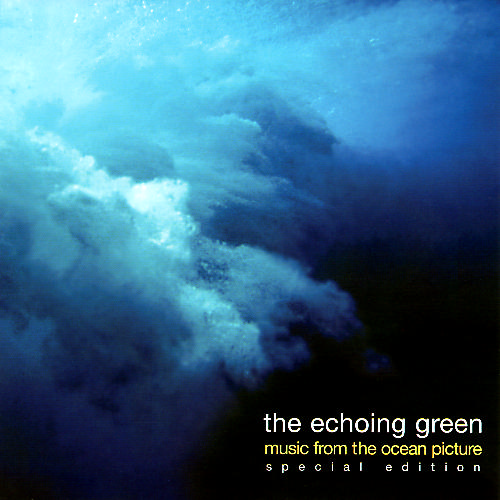 the echoing green
music from the ocean picture
special edition